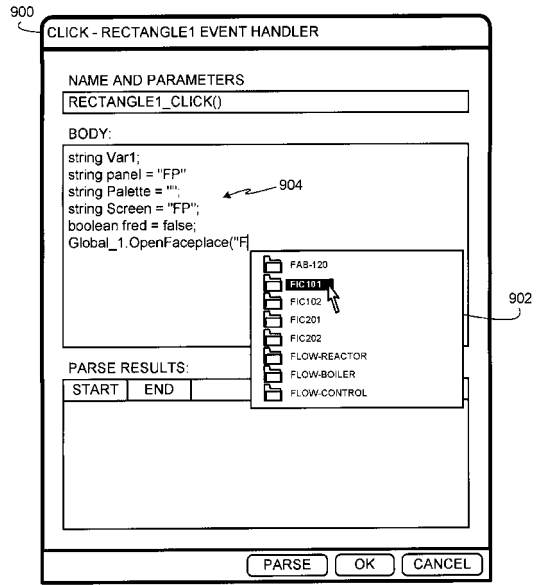 900
CLICK - RECTANGLE1 EVENT HANDLER
NAME AND PARAMETERS
RECTANGLE1_CLICK()
BODY:
string Var1;
string panel = "FP"
string Palette = "";
string Screen = "FP";
boolean fred = false;
Global_1.OpenFaceplace("F
904
FAB-120
FIC101
FIC102
FIC201
FIC202
FLOW-REACTOR
FLOW-BOILER
FLOW-CONTROL
902
PARSE RESULTS:
START END
PARSE OK CANCEL